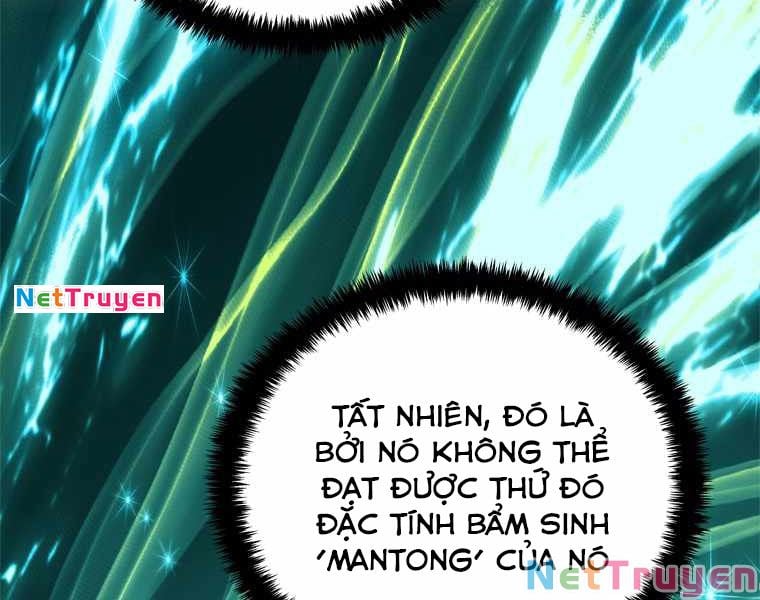 NetTruyen
TẤT NHIÊN, ĐÓ LÀ
BỞI NÓ KHÔNG THỂ
ĐẠT ĐƯỢC THỨ ĐÓ
ĐẶC TÍNH BẨM SINH
'MANTONG' CỦA NÓ
NetTruyen